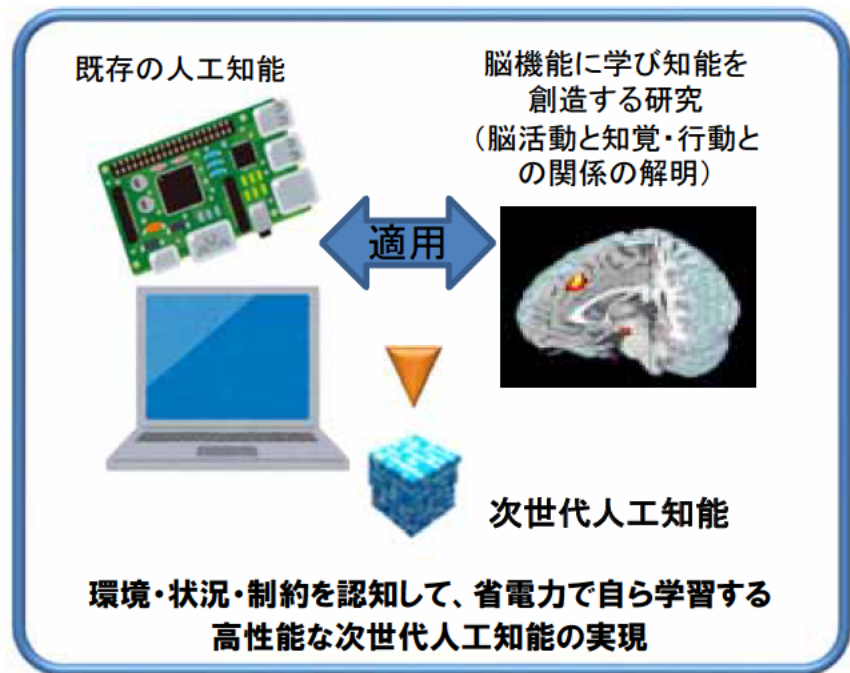 既存の人工知能
脳機能に学び知能を
創造する研究
（脳活動と知覚・行動と
の関係の解明）
適用
次世代人工知能
環境・状況・制約を認知して、省電力で自ら学習する
高性能な次世代人工知能の実現